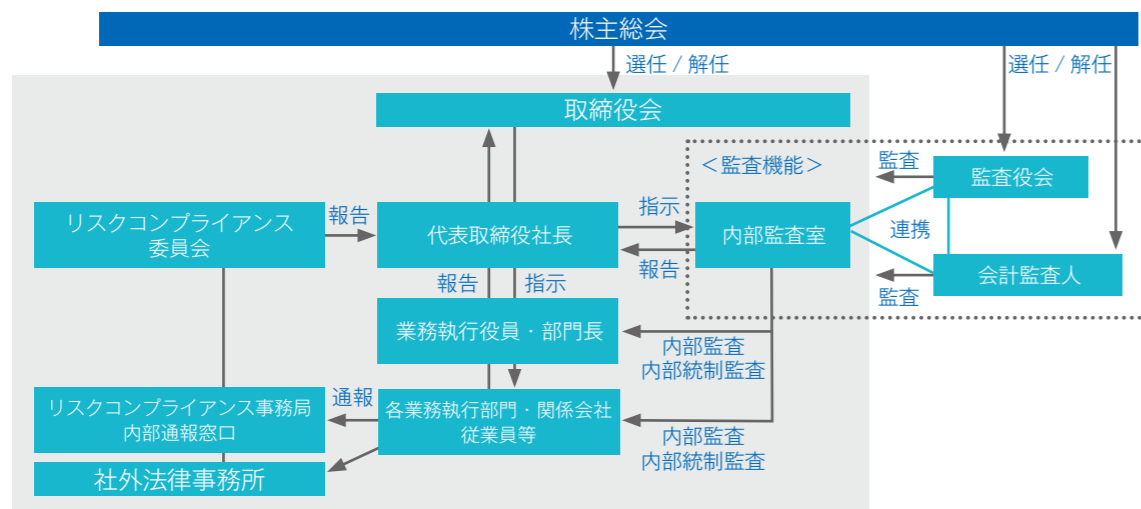 株主総会
選任 / 解任
選任 / 解任
取締役会
＜監査機能＞
監査
監査役会
リスクコンプライアンス
委員会
報告
代表取締役社長
指示
報告
内部監査室
連携
会計監査人
監査
報告
指示
業務執行役員・部門長
内部監査
内部統制監査
リスクコンプライアンス事務局
内部通報窓口
通報
各業務執行部門・関係会社
従業員等
内部監査
内部統制監査
社外法律事務所